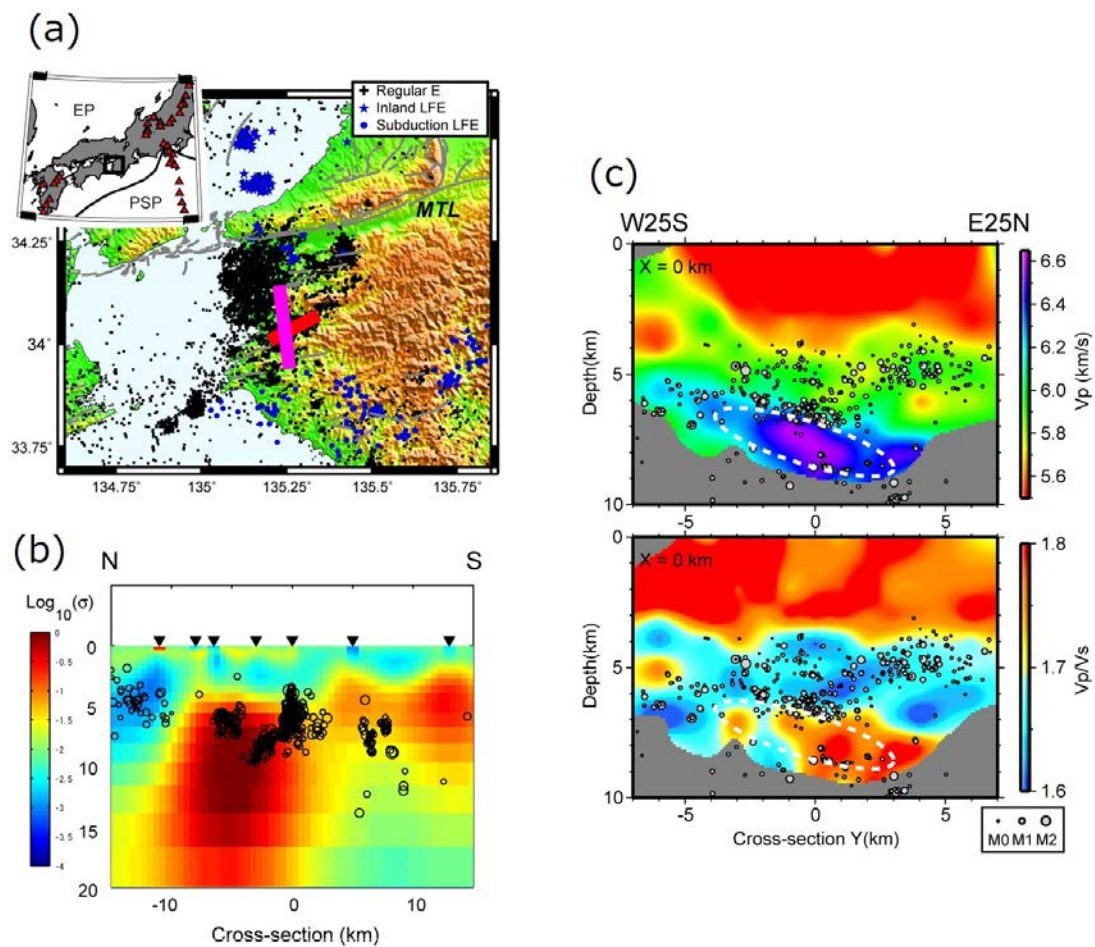 (a)
EP
PSP
Regular E
Inland LFE
Subduction LFE
MTL
34.25°
34°
33.75°
134.75°
135°
135.25°
135.5°
135.75°
(b)
N
S
Log10(σ)
0
-0.5
-1
-1.5
-2
-2.5
-3
-3.5
-4
0
5
10
15
20
-10
0
10
Cross-section (km)
(c)
W25S
E25N
X = 0 km
Depth(km)
0
5
10
-5
0
5
6.6
6.4
6.2
6.0
5.8
5.6
Vp (km/s)
X = 0 km
Depth(km)
0
5
10
-5
0
5
Cross-section Y(km)
1.8
1.7
1.6
Vp/Vs
M0 M1 M2